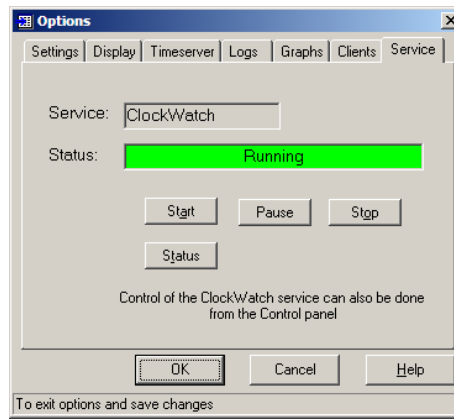 Options
Settings Display Timeserver Logs Graphs Clients Service
Service: ClockWatch
Status: Running
Start Pause Stop
Status
Control of the ClockWatch service can also be done
from the Control panel
OK Cancel Help
To exit options and save changes